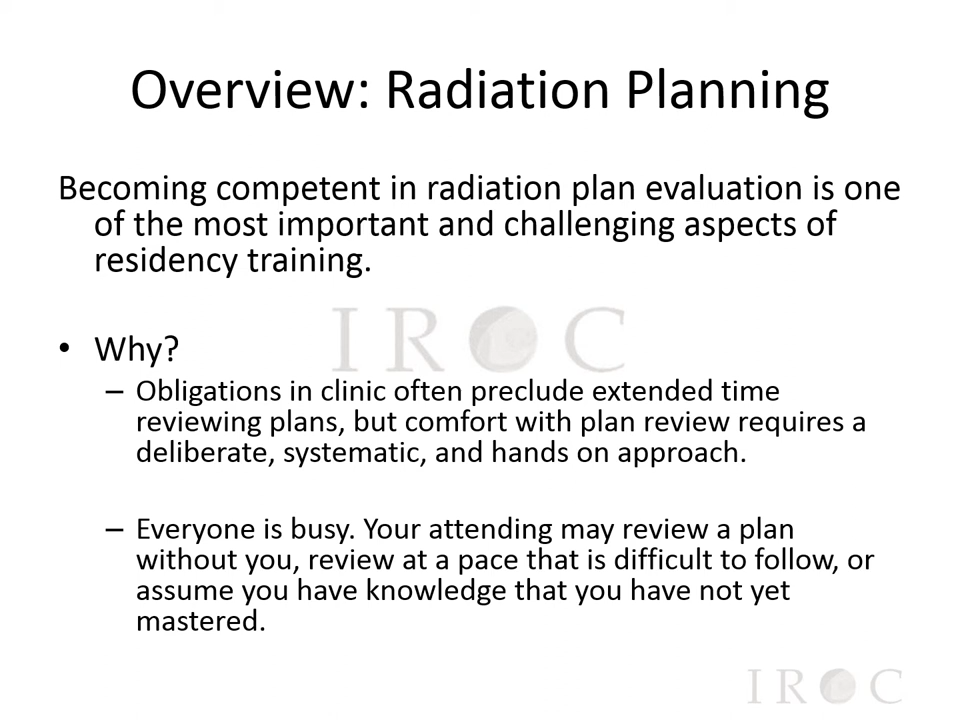 Overview: Radiation Planning
Becoming competent in radiation plan evaluation is one
of the most important and challenging aspects of
residency training.
IROC
• Why?
– Obligations in clinic often preclude extended time
reviewing plans, but comfort with plan review requires a
deliberate, systematic, and hands on approach.
– Everyone is busy. Your attending may review a plan
without you, review at a pace that is difficult to follow, or
assume you have knowledge that you have not yet
mastered.
IROC